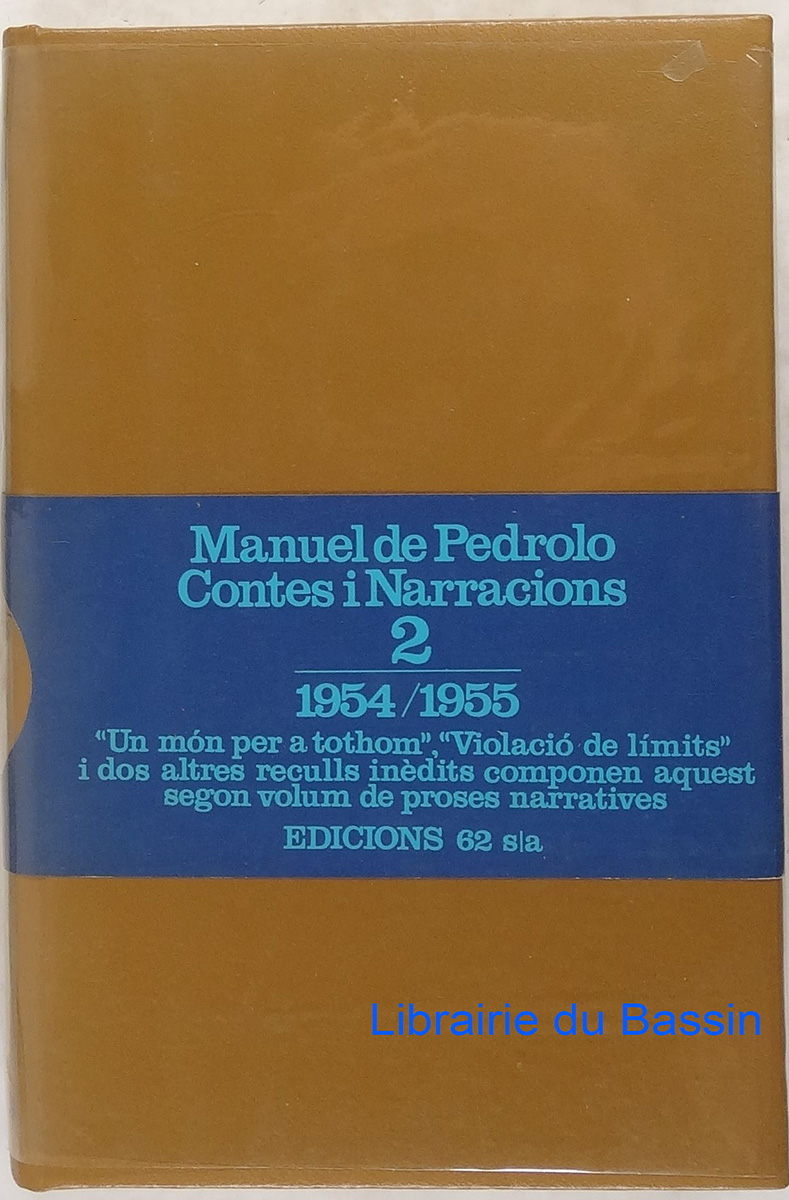 Manuel de Pedrolo
Contes i Narracions
2
1954/1955
“Un món per a tothom”, “Violació de límits”
i dos altres reculls inèdits componen aquest
segon volum de proses narratives
EDICIONS 62 s|a
Librairie du Bassin